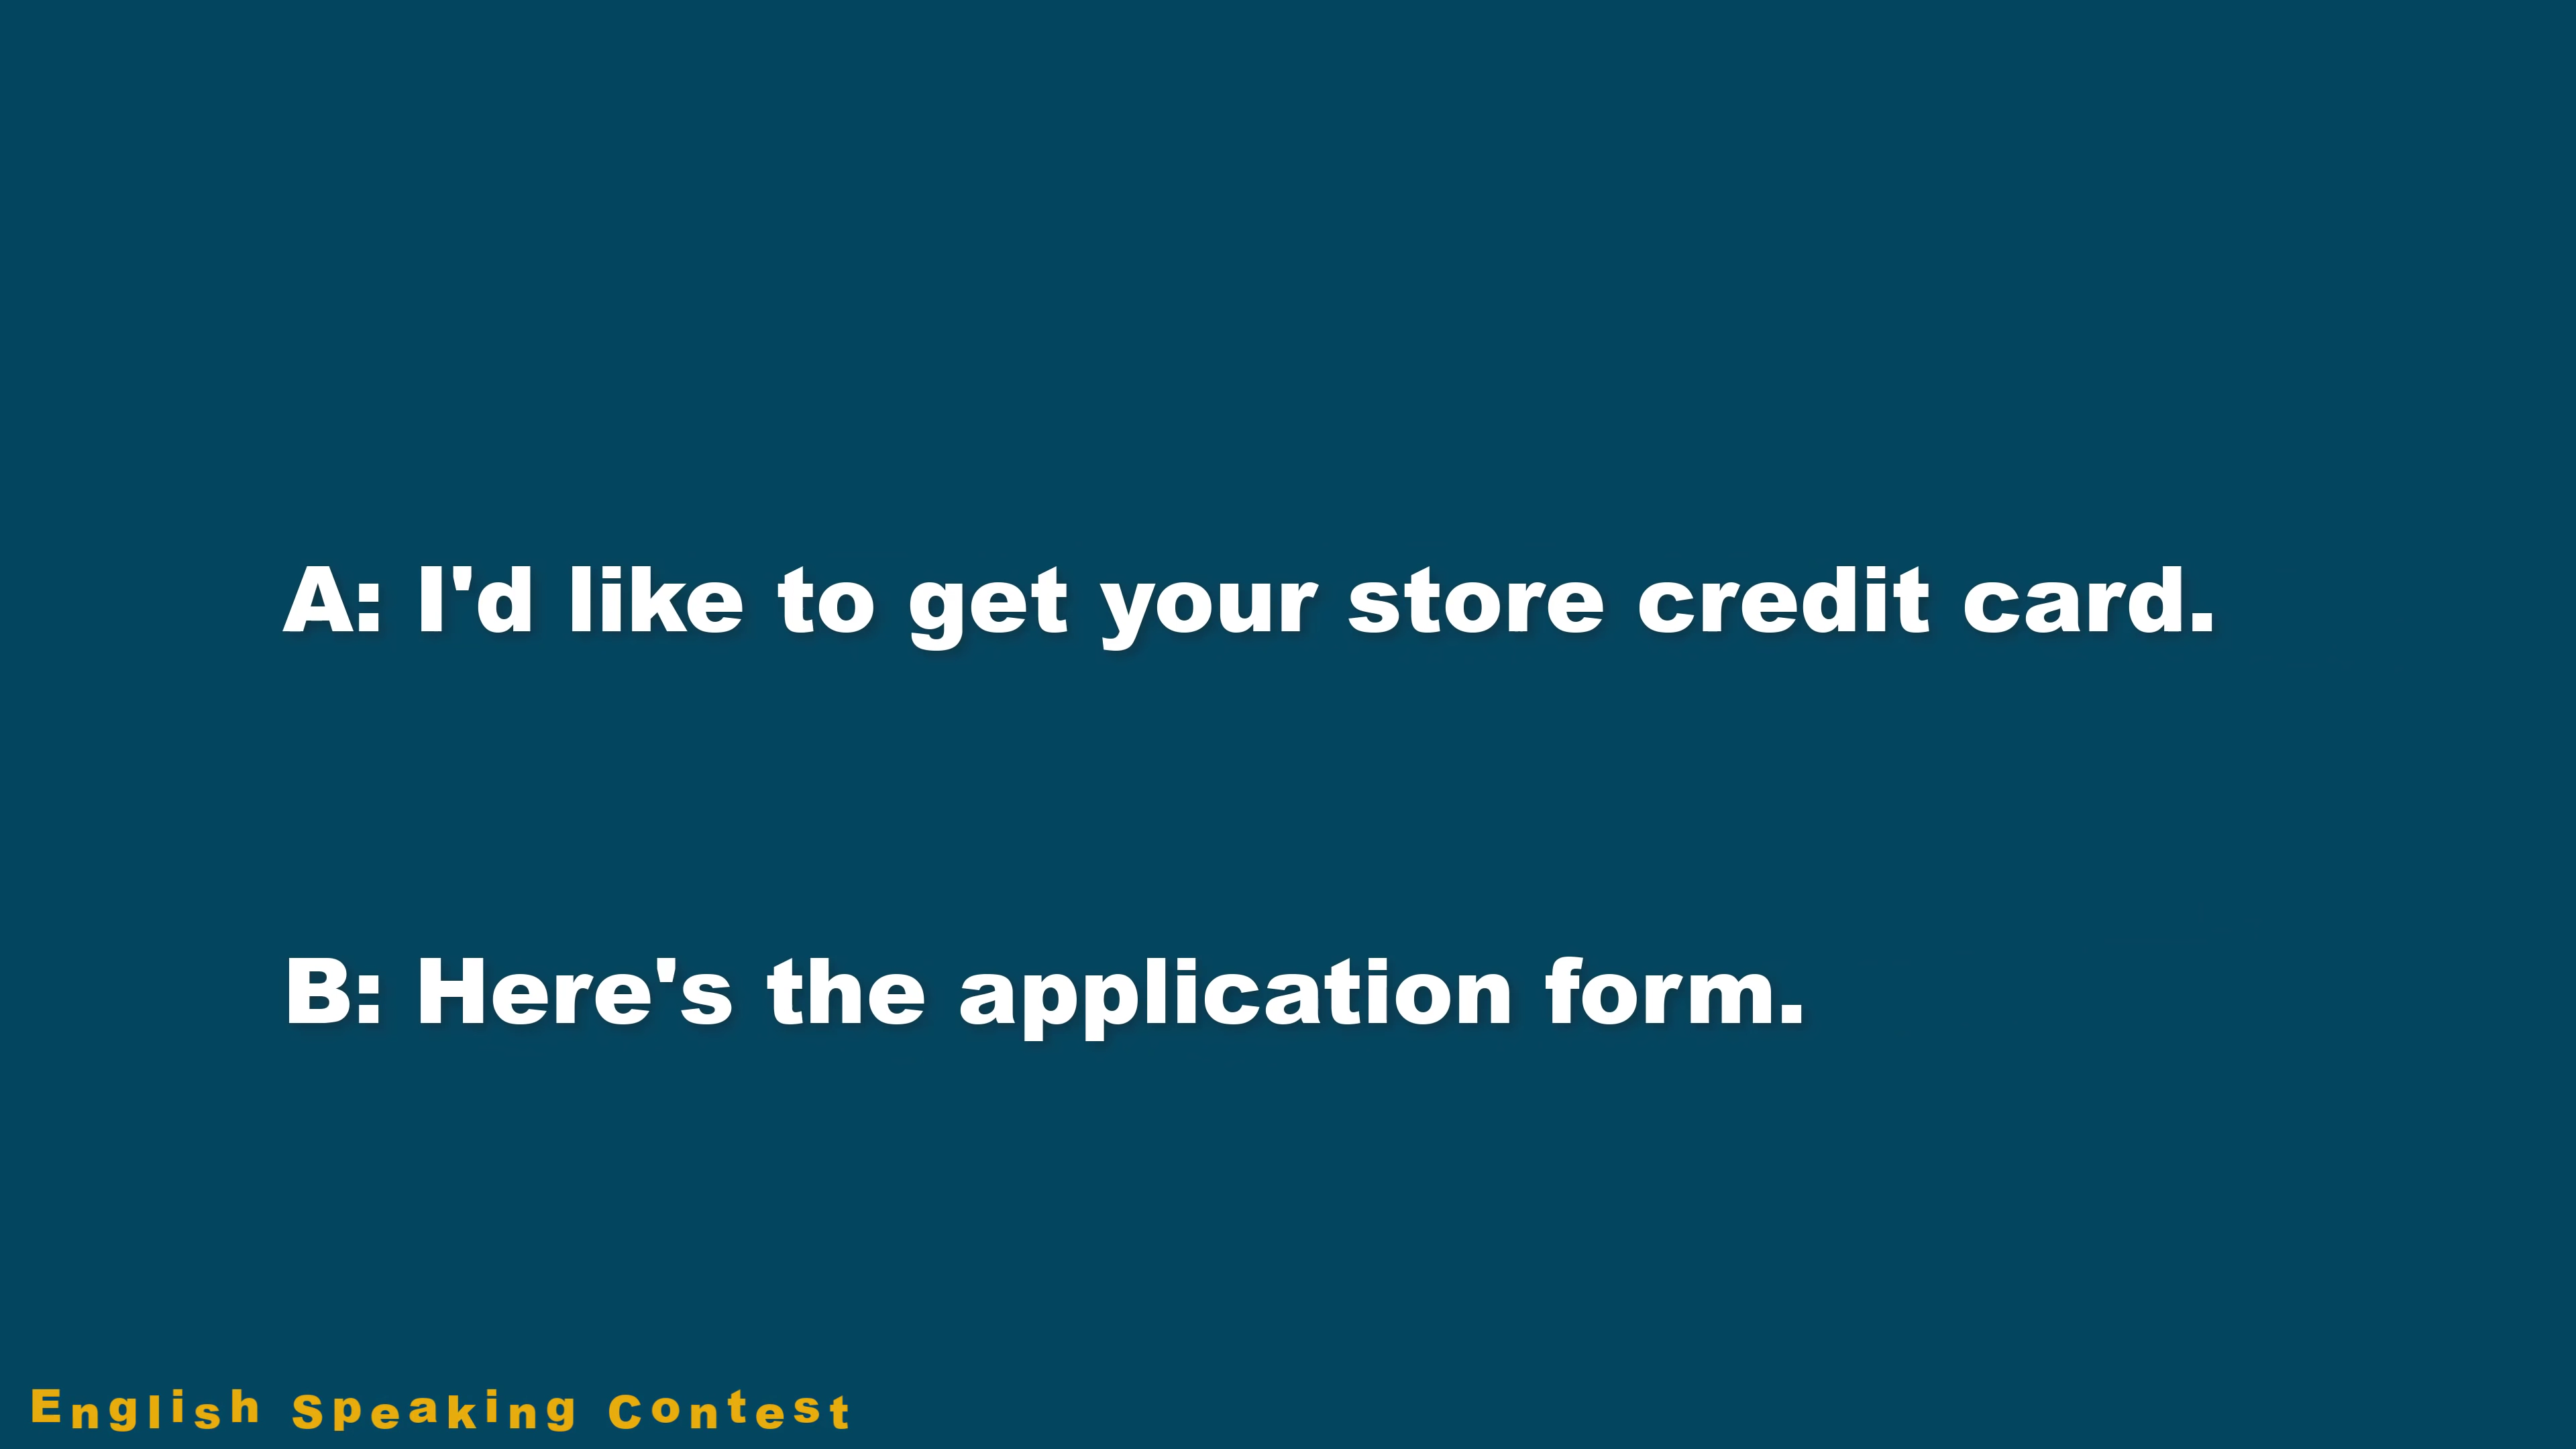 A: I'd like to get your store credit card.
B: Here's the application form.
English Speaking Contest